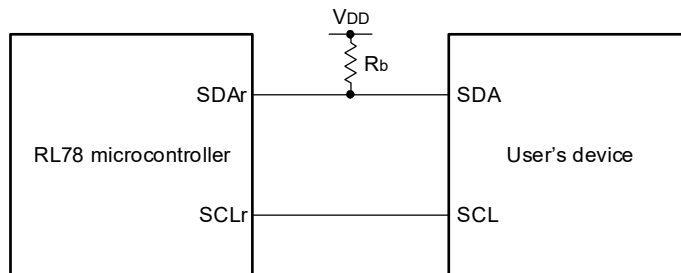 VDD
Rb
SDAr SDA
RL78 microcontroller User's device
SCLr SCL